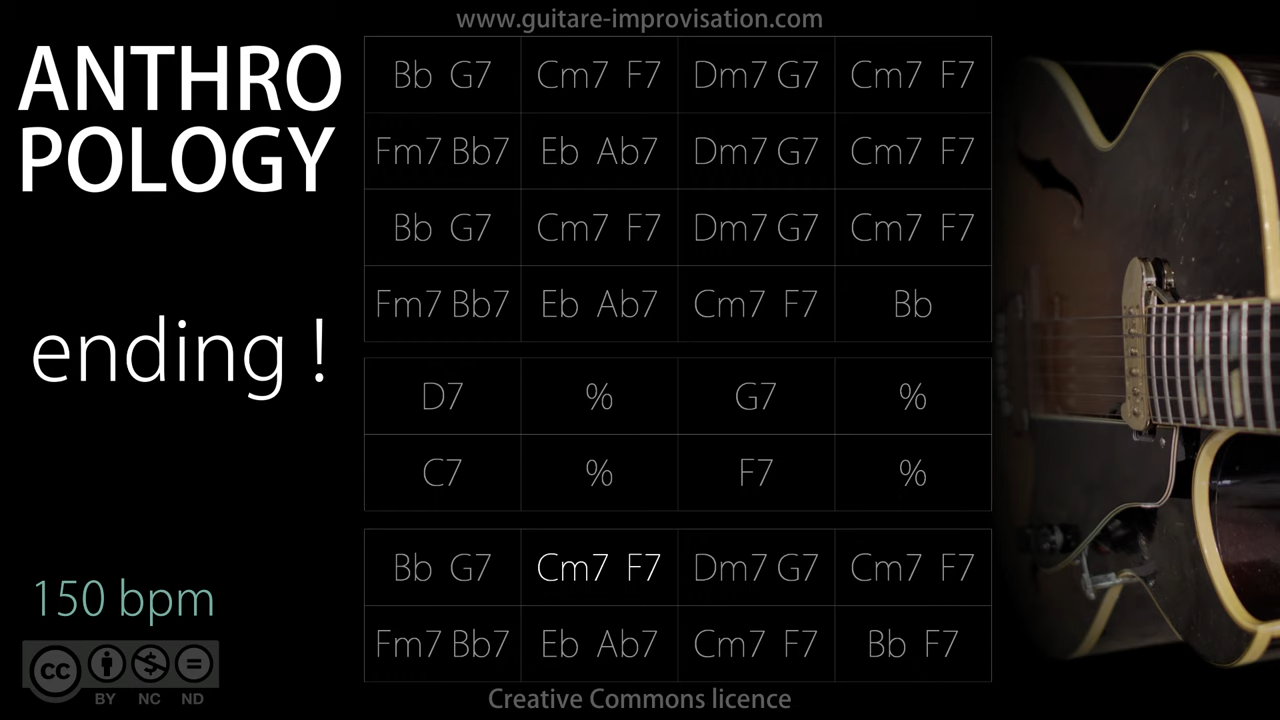 www.guitare-improvisation.com
ANTHRO
POLOGY
ending !
150 bpm
cc
BY NC ND
Bb G7 Cm7 F7 Dm7 G7 Cm7 F7
Fm7 Bb7 Eb Ab7 Dm7 G7 Cm7 F7
Bb G7 Cm7 F7 Dm7 G7 Cm7 F7
Fm7 Bb7 Eb Ab7 Cm7 F7 Bb
D7 % G7 %
C7 % F7 %
Bb G7 Cm7 F7 Dm7 G7 Cm7 F7
Fm7 Bb7 Eb Ab7 Cm7 F7 Bb F7
Creative Commons licence